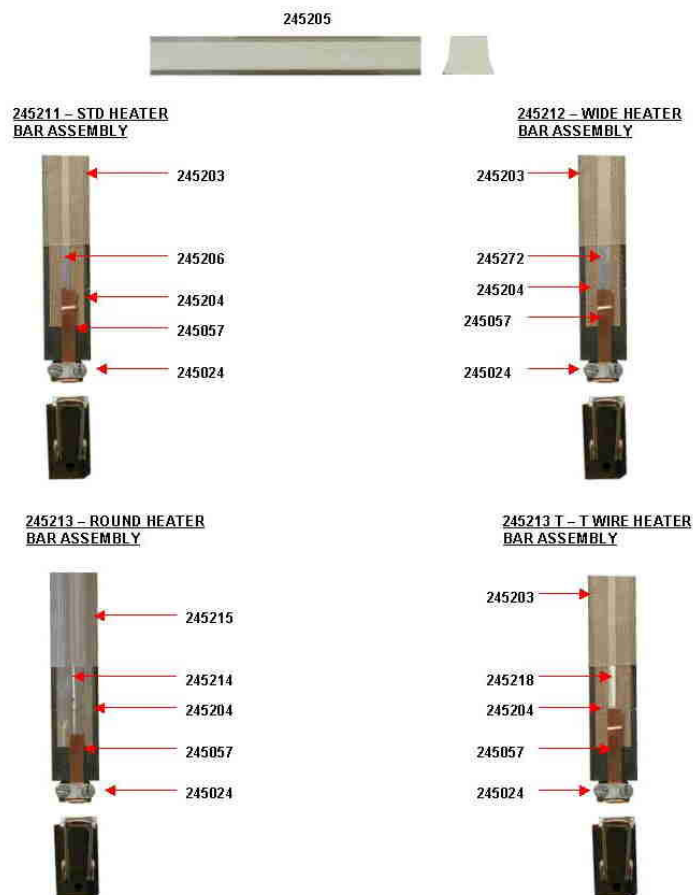 245205
245211 – STD HEATER
BAR ASSEMBLY
245203
245206
245204
245057
245024
245212 – WIDE HEATER
BAR ASSEMBLY
245203
245272
245204
245057
245024
245213 – ROUND HEATER
BAR ASSEMBLY
245215
245214
245204
245057
245024
245213 T – T WIRE HEATER
BAR ASSEMBLY
245203
245218
245204
245057
245024